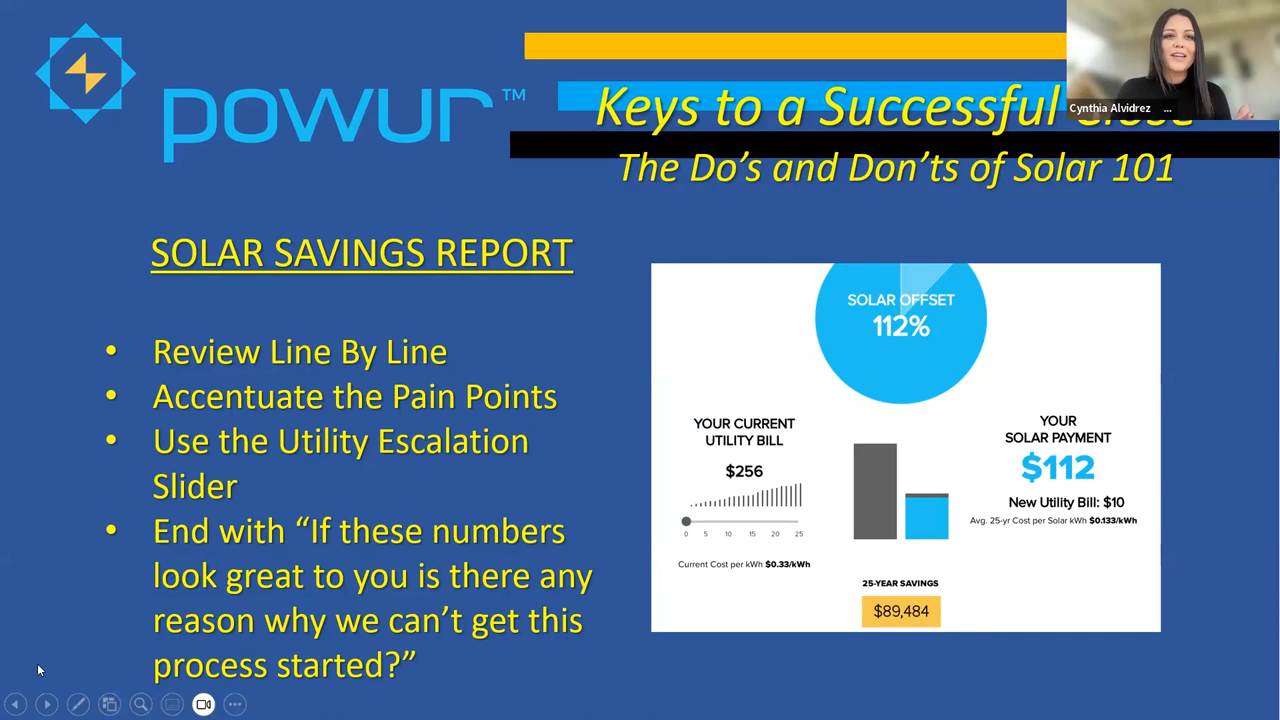 powur™
Keys to a Successful
The Do's and Don'ts of Solar 101
Cynthia Alvidrez ...
SOLAR SAVINGS REPORT
• Review Line By Line
• Accentuate the Pain Points
• Use the Utility Escalation
Slider
• End with “If these numbers
look great to you is there any
reason why we can’t get this
process started?”
SOLAR OFFSET
112%
YOUR CURRENT
UTILITY BILL
$256
0 5 10 15 20 25
Current Cost per kWh $0.33/kWh
YOUR
SOLAR PAYMENT
$112
New Utility Bill: $10
Avg. 25-yr Cost per Solar kWh $0.133/kWh
25-YEAR SAVINGS
$89,484